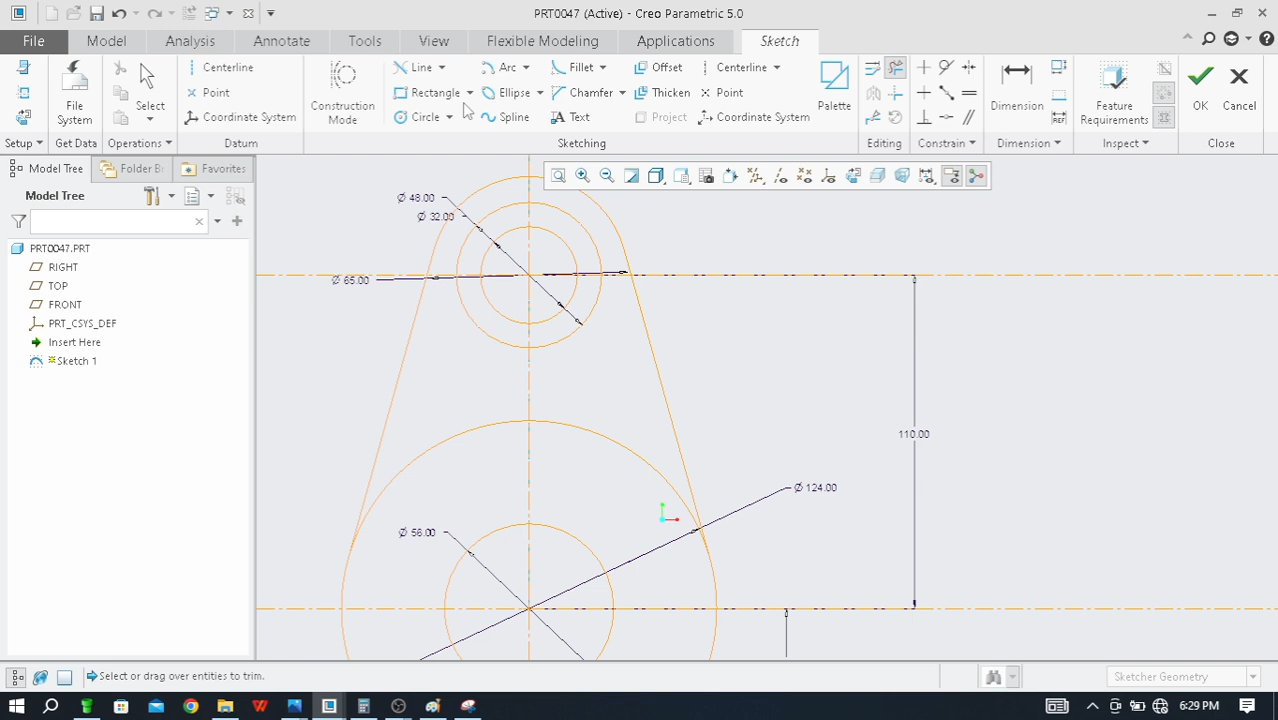 PRT0047 (Active) - Creo Parametric 5.0
File Model Analysis Annotate Tools View Flexible Modeling Applications Sketch
Centerline Line Arc Fillet Offset Centerline
Point Rectangle Ellipse Chamfer Thicken Point
File System Select Construction Mode Palette Dimension Feature Requirements OK Cancel
Coordinate System Circle Spline Text Project Coordinate System
Setup Get Data Operations Datum Sketching Editing Constrain Dimension Inspect Close
Model Tree Folder B Favorites
Model Tree
PRT0047.PRT
RIGHT
TOP
FRONT
PRT_CSYS_DEF
Insert Here
Sketch 1
Ø 48.00
Ø 32.00
Ø 65.00
110.00
Ø 124.00
Ø 56.00
Select or drag over entities to trim.
Sketcher Geometry
6:29 PM